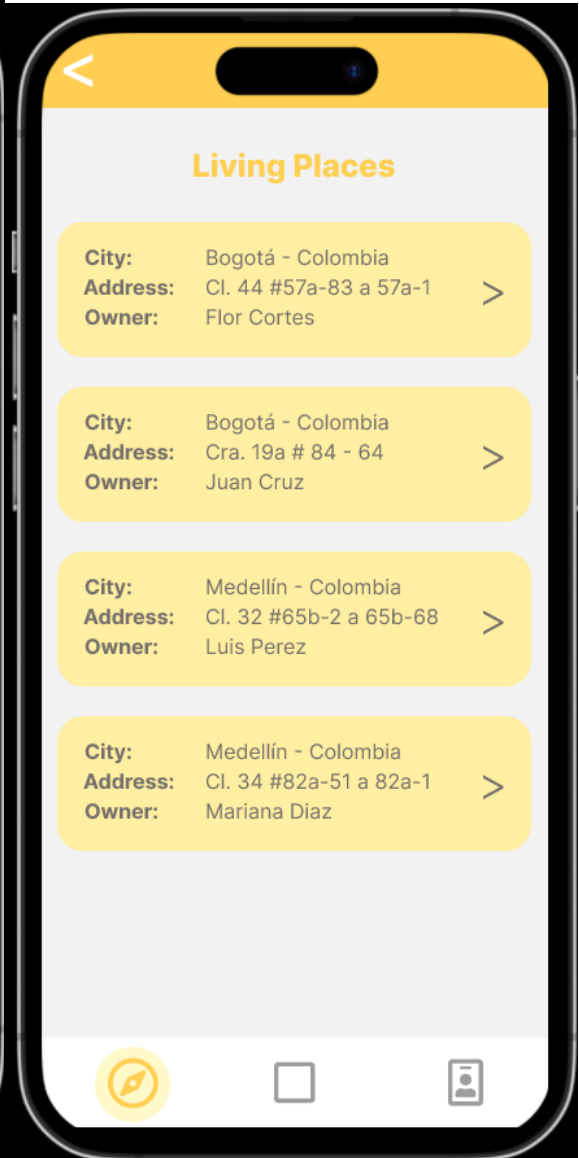 <
Living Places
City: Bogotá - Colombia
Address: Cl. 44 #57a-83 a 57a-1
Owner: Flor Cortes
>
City: Bogotá - Colombia
Address: Cra. 19a # 84 - 64
Owner: Juan Cruz
>
City: Medellín - Colombia
Address: Cl. 32 #65b-2 a 65b-68
Owner: Luis Perez
>
City: Medellín - Colombia
Address: Cl. 34 #82a-51 a 82a-1
Owner: Mariana Diaz
>